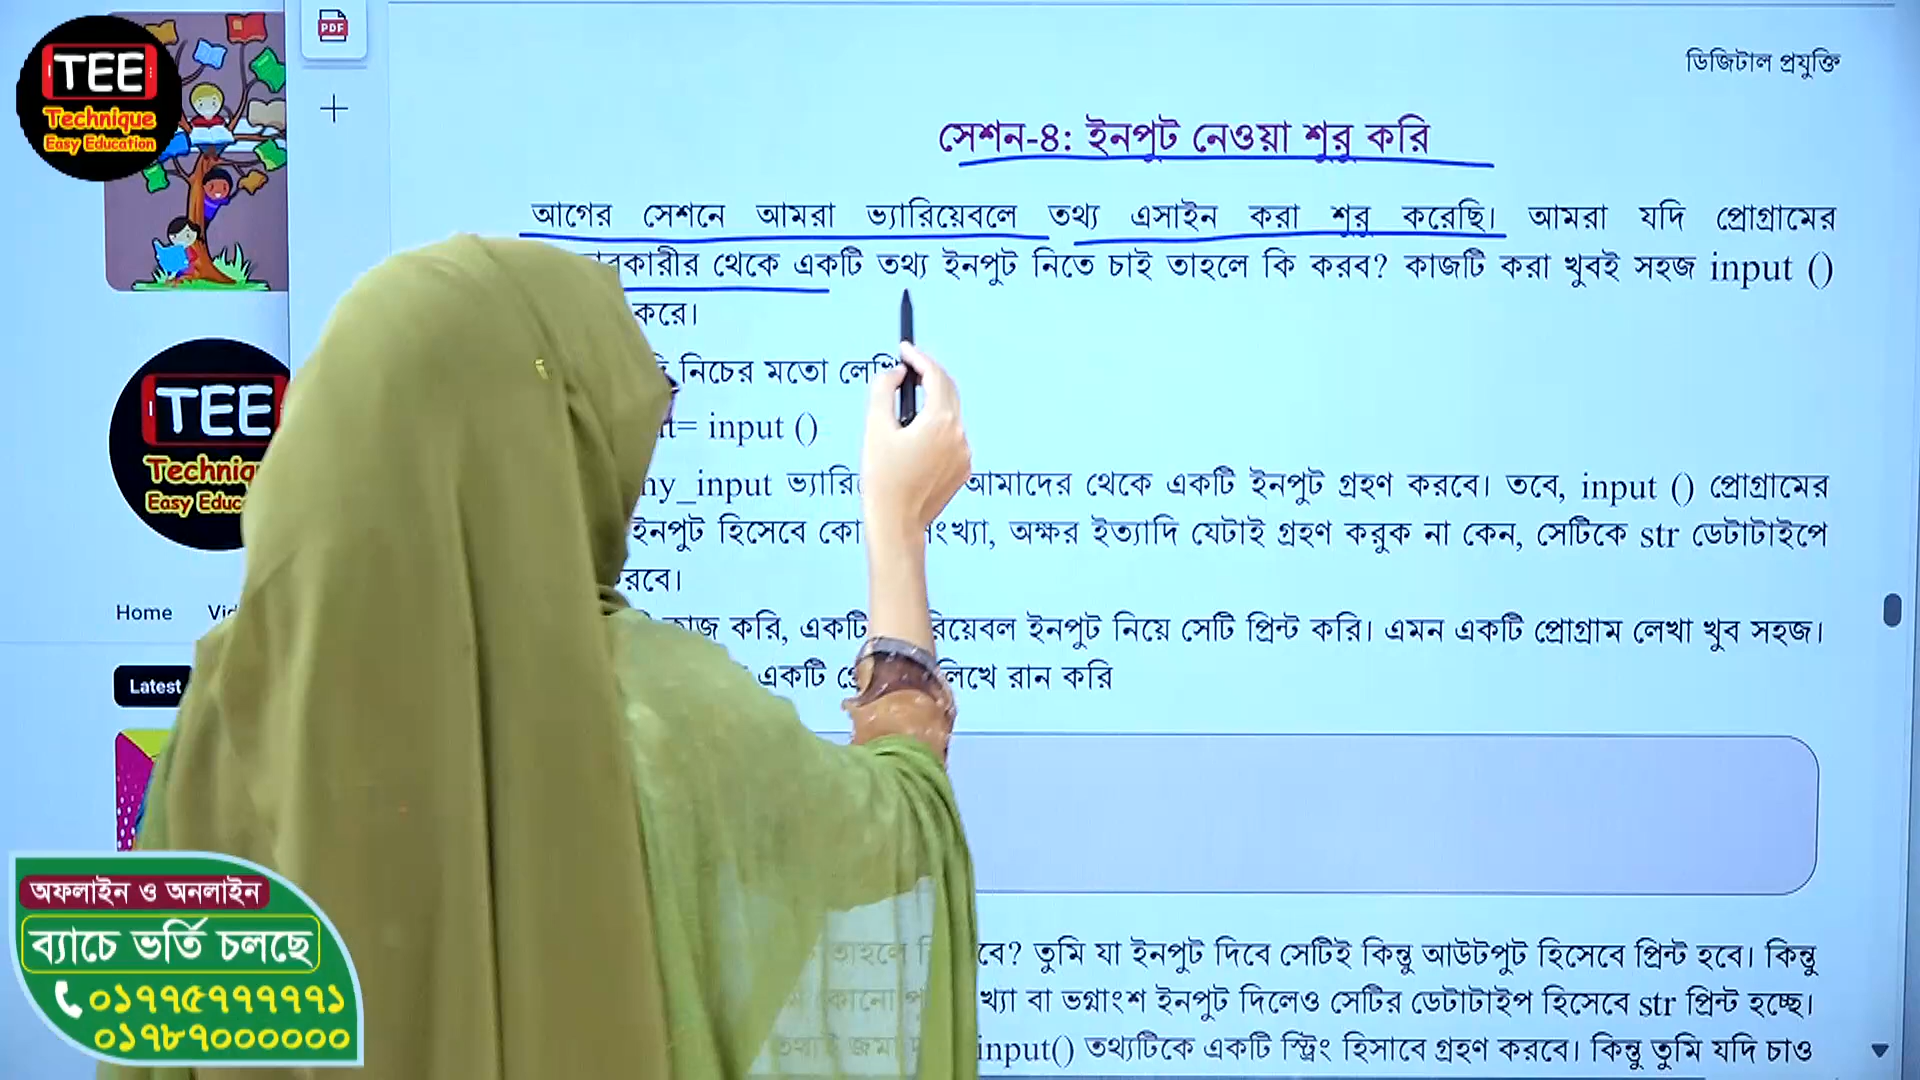 TEE
Technique
Easy Education
PDF
ডিজিটাল প্রযুক্তি
সেশন-৪: ইনপুট নেওয়া শুরু করি
আগের সেশনে আমরা ভ্যারিয়েবলে তথ্য এসাইন করা শুরু করেছি। আমরা যদি প্রোগ্রামের
থেকে একটি তথ্য ইনপুট নিতে চাই তাহলে কি করব? কাজটি করা খুবই সহজ input ()
করে।
নিচের মতো
= input ()
আমাদের থেকে একটি ইনপুট গ্রহণ করবে। তবে, input () প্রোগ্রামের
ইনপুট হিসেবে অক্ষর ইত্যাদি যেটাই গ্রহণ করুক না কেন, সেটিকে str ডেটাটাইপে
করি, একটি ইনপুট নিয়ে সেটি প্রিন্ট করি। এমন একটি প্রোগ্রাম লেখা খুব সহজ।
একটি রান করি
তুমি যা ইনপুট দিবে সেটিই কিন্তু আউটপুট হিসেবে প্রিন্ট হবে। কিন্তু
বা ভগ্নাংশ ইনপুট দিলেও সেটির ডেটাটাইপ হিসেবে str প্রিন্ট হচ্ছে।
input() তথ্যটিকে একটি স্ট্রিং হিসাবে গ্রহণ করবে। কিন্তু তুমি যদি চাও
TEE
Home
Latest
অফলাইন ও অনলাইন
ব্যাচে ভর্তি চলছে
০১৭৭৫৭৭৭৭৭১
০১৭৮৭০০০০০০